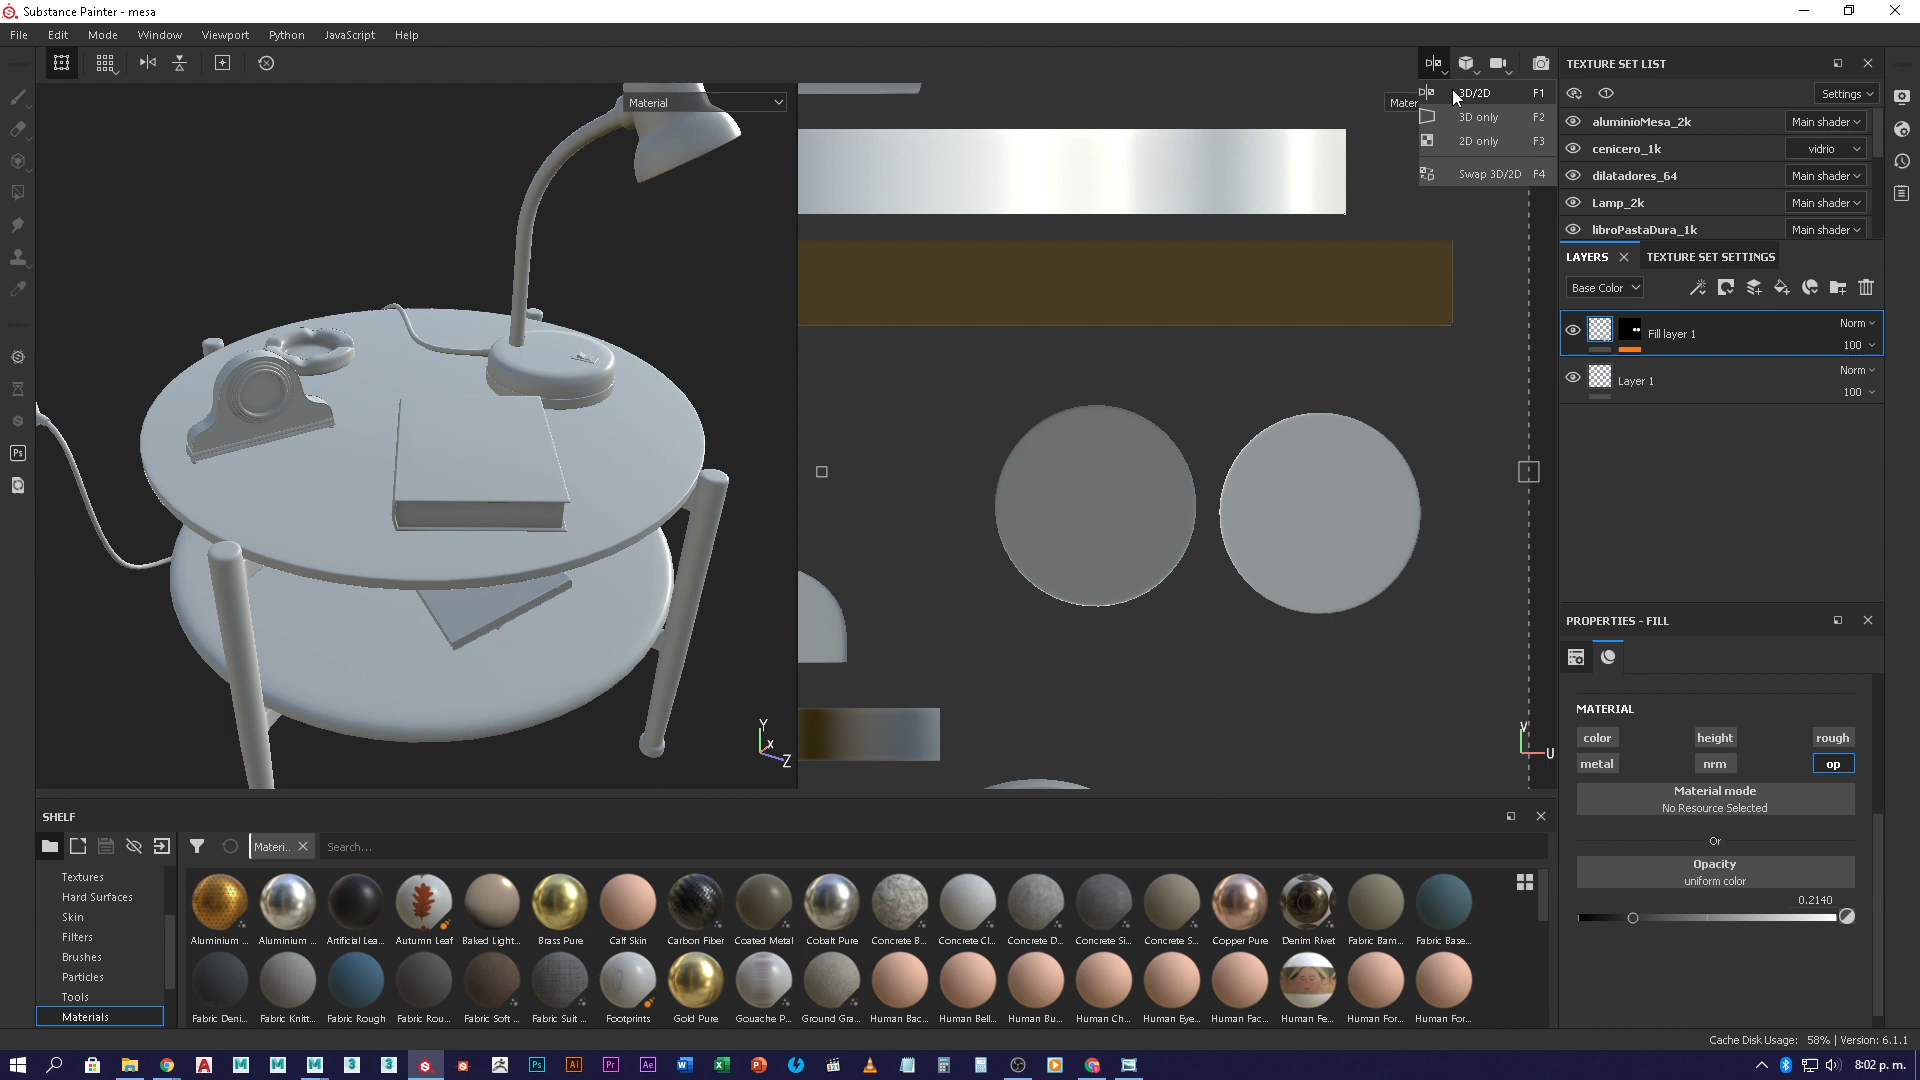 Substance Painter - mesa
File Edit Mode Window Viewport Python JavaScript Help
Material
Mater
3D/2D F1
3D only F2
2D only F3
Swap 3D/2D F4
TEXTURE SET LIST
Settings
aluminioMesa_2k Main shader
cenicero_1k vidrio
dilatadores_64 Main shader
Lamp_2k Main shader
libroPastaDura_1k Main shader
LAYERS TEXTURE SET SETTINGS
Base Color
Fill layer 1 Norm
100
Layer 1 Norm
100
PROPERTIES - FILL
MATERIAL
color height rough
metal nrm op
Material mode
No Resource Selected
Or
Opacity
uniform color
0.2140
Y
X
Z
V
U
SHELF
Materi.. Search...
Textures
Hard Surfaces
Skin
Filters
Brushes
Particles
Tools
Materials
Aluminium ... Aluminium ... Artificial Lea... Autumn Leaf Baked Light... Brass Pure Calf Skin Carbon Fiber Coated Metal Cobalt Pure Concrete B... Concrete Cl... Concrete D... Concrete Si... Concrete S... Copper Pure Denim Rivet Fabric Bam... Fabric Base...
Fabric Deni... Fabric Knitt... Fabric Rough Fabric Rou... Fabric Soft ... Fabric Suit ... Footprints Gold Pure Gouache P... Ground Gra... Human Bac... Human Bell... Human Bu... Human Ch... Human Eye... Human Fac... Human Fe... Human For... Human For...
Cache Disk Usage: 58% | Version: 6.1.1
8:02 p. m.